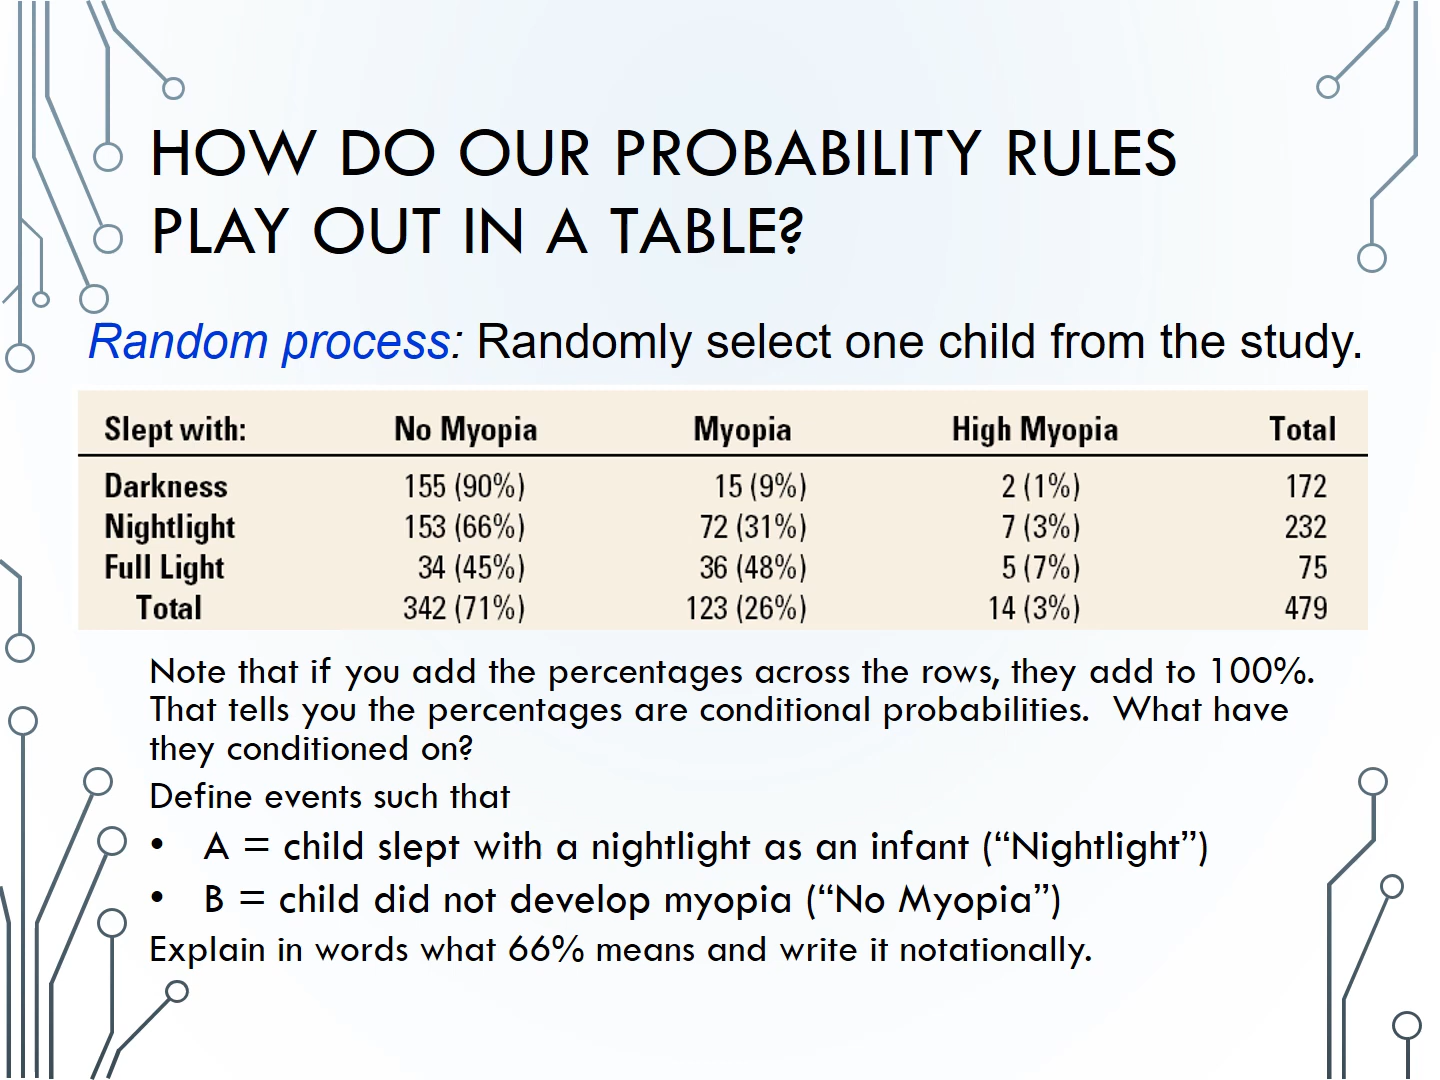 HOW DO OUR PROBABILITY RULES
PLAY OUT IN A TABLE?
Random process: Randomly select one child from the study.
Slept with: No Myopia Myopia High Myopia Total
Darkness 155 (90%) 15 (9%) 2 (1%) 172
Nightlight 153 (66%) 72 (31%) 7 (3%) 232
Full Light 34 (45%) 36 (48%) 5 (7%) 75
Total 342 (71%) 123 (26%) 14 (3%) 479
Note that if you add the percentages across the rows, they add to 100%.
That tells you the percentages are conditional probabilities. What have
they conditioned on?
Define events such that
• A = child slept with a nightlight as an infant (“Nightlight”)
• B = child did not develop myopia (“No Myopia”)
Explain in words what 66% means and write it notationally.